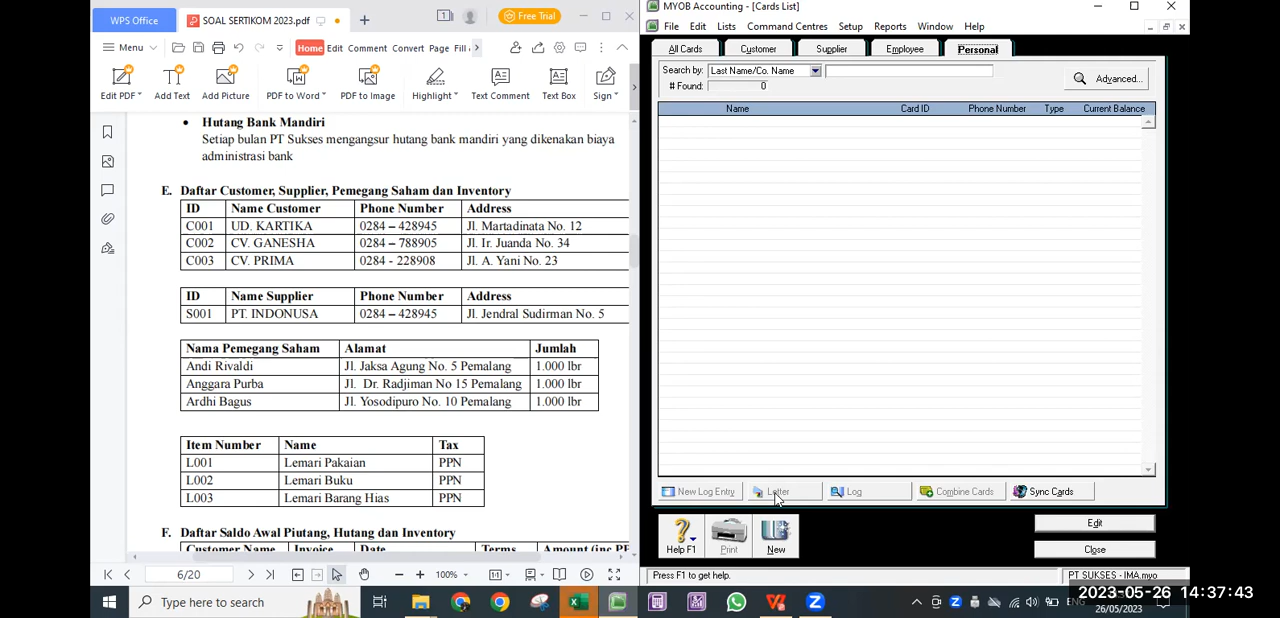 WPS Office
SOAL SERTIKOM 2023.pdf
1
Free Trial
Menu
Home Edit Comment Convert Page Fill
Edit PDF Add Text Add Picture PDF to Word PDF to Image Highlight Text Comment Text Box Sign
• Hutang Bank Mandiri
Setiap bulan PT Sukses mengangsur hutang bank mandiri yang dikenakan biaya
administrasi bank
E. Daftar Customer, Supplier, Pemegang Saham dan Inventory
ID Name Customer Phone Number Address
C001 UD. KARTIKA 0284 – 428945 Jl. Martadinata No. 12
C002 CV. GANESHA 0284 – 788905 Jl. Ir. Juanda No. 34
C003 CV. PRIMA 0284 - 228908 Jl. A. Yani No. 23
ID Name Supplier Phone Number Address
S001 PT. INDONUSA 0284 – 428945 Jl. Jendral Sudirman No. 5
Nama Pemegang Saham Alamat Jumlah
Andi Rivaldi Jl. Jaksa Agung No. 5 Pemalang 1.000 lbr
Anggara Purba Jl. Dr. Radjiman No 15 Pemalang 1.000 lbr
Ardhi Bagus Jl. Yosodipuro No. 10 Pemalang 1.000 lbr
Item Number Name Tax
L001 Lemari Pakaian PPN
L002 Lemari Buku PPN
L003 Lemari Barang Hias PPN
F. Daftar Saldo Awal Piutang, Hutang dan Inventory
Customer Name Invoice Date Terms Amount (inc
6/20
100%
MYOB Accounting - [Cards List]
File Edit Lists Command Centres Setup Reports Window Help
All Cards Customer Supplier Employee Personal
Search by: Last Name/Co. Name
Advanced...
# Found: 0
Name Card ID Phone Number Type Current Balance
New Log Entry Letter Log Combine Cards Sync Cards
Help F1 Print New
Edit
Close
Press F1 to get help.
PT SUKSES - IMA.myo
Type here to search
ENG
26/05/2023
2023-05-26 14:37:43